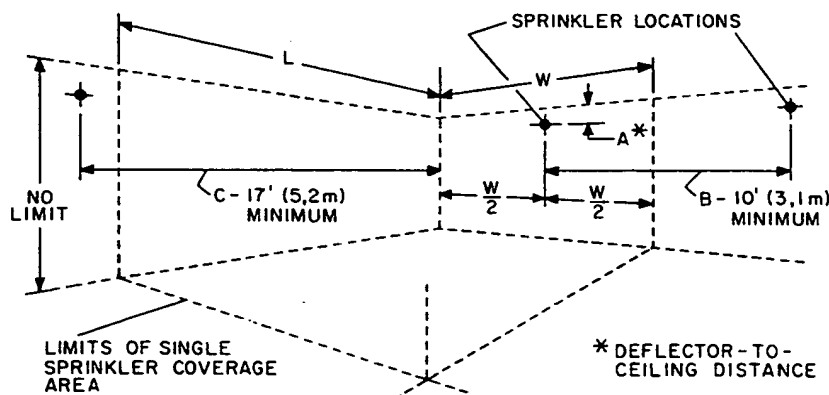 SPRINKLER LOCATIONS
L
W
A*
NO
LIMIT
C-17' (5,2m)
MINIMUM
W/2
W/2
B-10' (3,1m)
MINIMUM
LIMITS OF SINGLE
SPRINKLER COVERAGE
AREA
* DEFLECTOR-TO-
CEILING DISTANCE